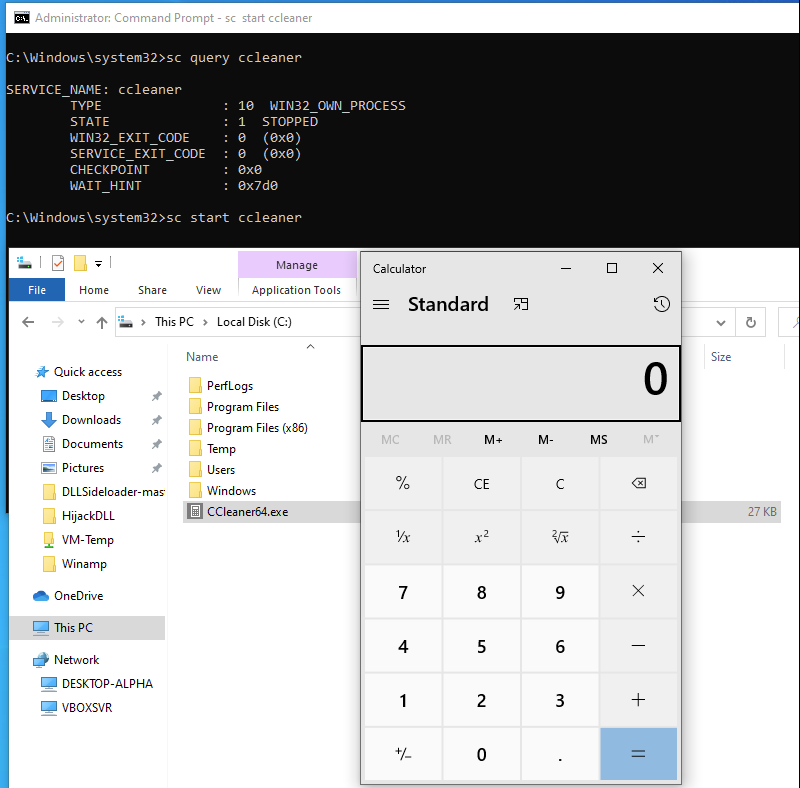 Administrator: Command Prompt - sc  start ccleaner
C:\Windows\system32>sc query ccleaner
SERVICE_NAME: ccleaner
TYPE : 10 WIN32_OWN_PROCESS
STATE : 1 STOPPED
WIN32_EXIT_CODE : 0 (0x0)
SERVICE_EXIT_CODE : 0 (0x0)
CHECKPOINT : 0x0
WAIT_HINT : 0x7d0
C:\Windows\system32>sc start ccleaner
Manage
File Home Share View Application Tools
This PC > Local Disk (C:)
Name
Size
Quick access
Desktop
Downloads
Documents
Pictures
DLLSideloader-mas
HijackDLL
VM-Temp
Winamp
OneDrive
This PC
Network
DESKTOP-ALPHA
VBOXSVR
PerfLogs
Program Files
Program Files (x86)
Temp
Users
Windows
CCleaner64.exe
27 KB
Calculator
Standard
0
MC MR M+ M- MS M˅
% CE C
⅟x x² ²√x ÷
7 8 9 ×
4 5 6 −
1 2 3 +
+/− 0 . =